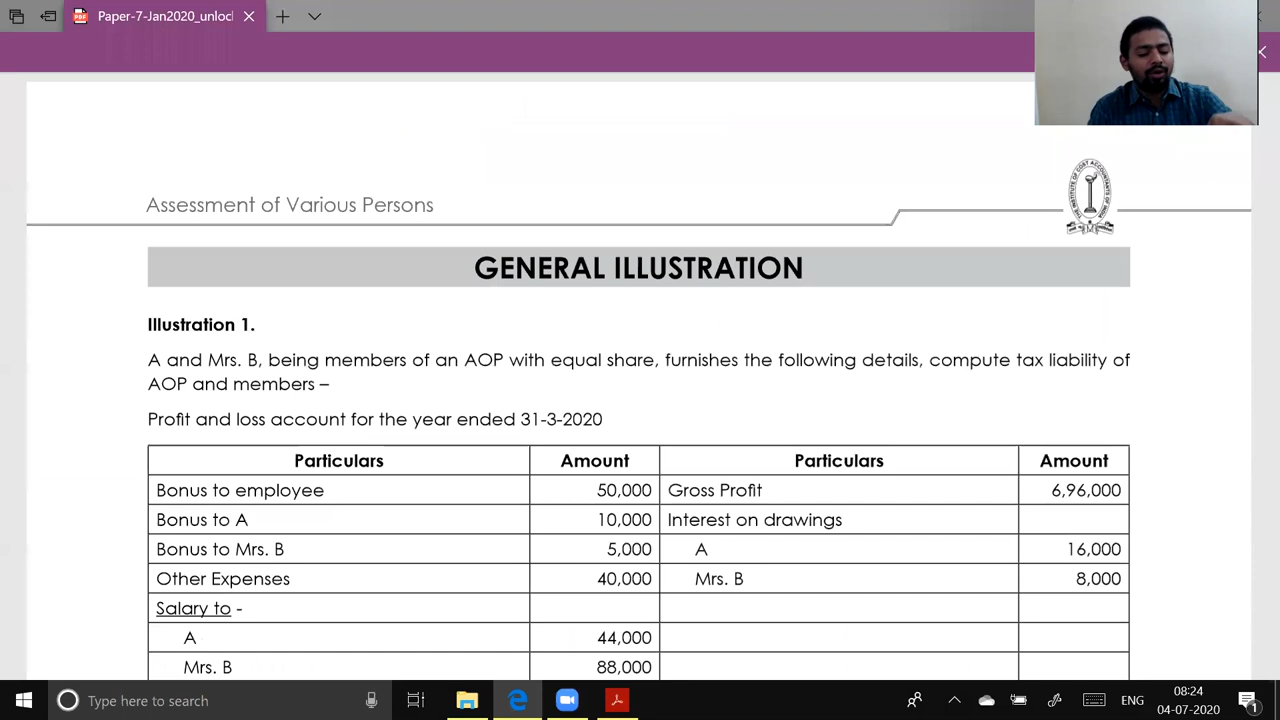 Paper-7-Jan2020_unlock
Assessment of Various Persons
GENERAL ILLUSTRATION
Illustration 1.
A and Mrs. B, being members of an AOP with equal share, furnishes the following details, compute tax liability of
AOP and members –
Profit and loss account for the year ended 31-3-2020
Particulars Amount Particulars Amount
Bonus to employee 50,000 Gross Profit 6,96,000
Bonus to A 10,000 Interest on drawings
Bonus to Mrs. B 5,000 A 16,000
Other Expenses 40,000 Mrs. B 8,000
Salary to -
A 44,000
Mrs. B 88,000
Type here to search
ENG
08:24
04-07-2020
1